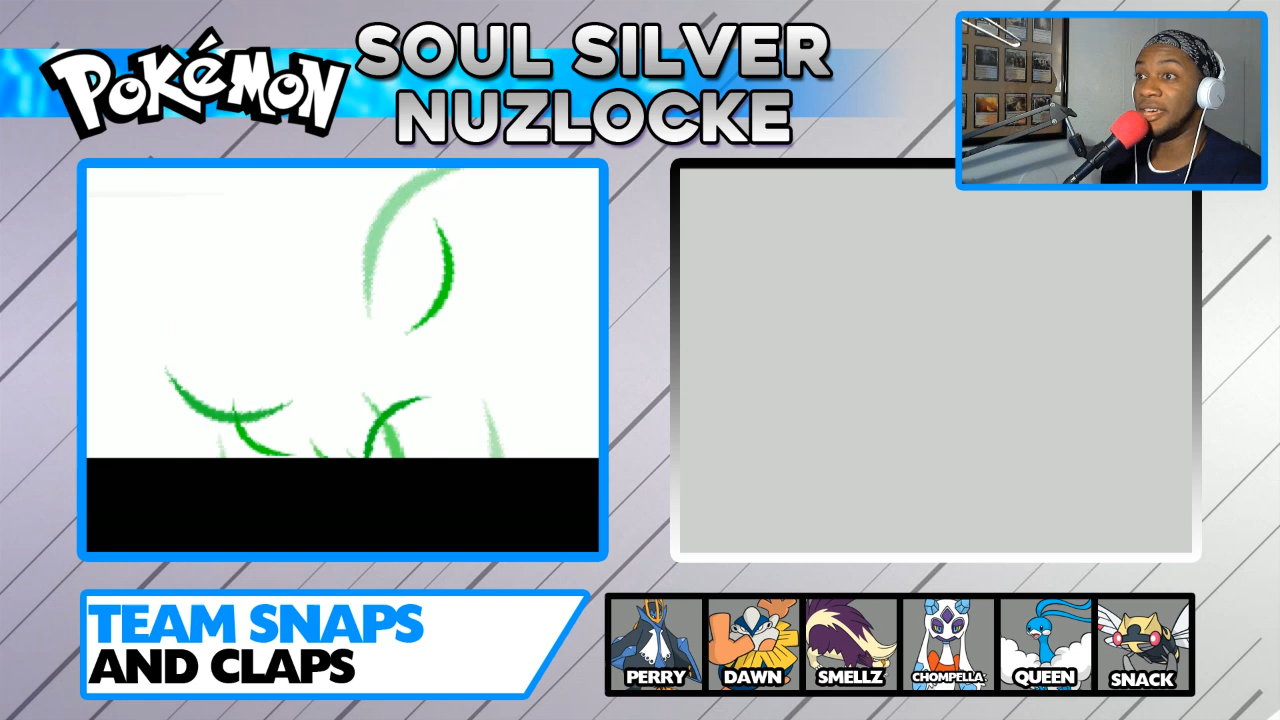 POKéMON
SOUL SILVER
NUZLOCKE
TEAM SNAPS
AND CLAPS
PERRY DAWN SMELLZ CHOMPELLA QUEEN SNACK